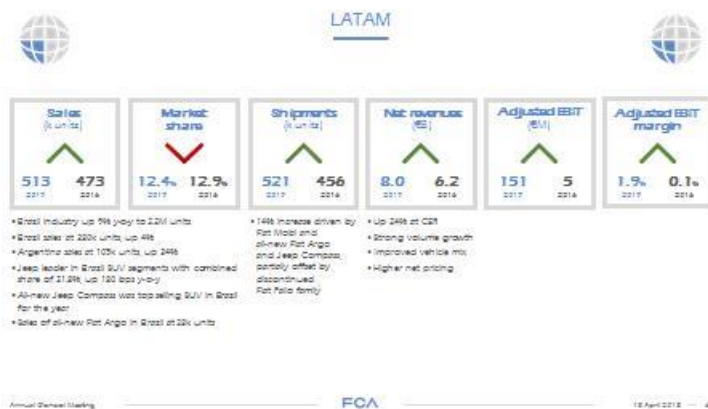 LATAM
Sales
(k units)
513 473
2017 2016
Market
share
12.4% 12.9%
2017 2016
Shipments
(k units)
521 456
2017 2016
Net revenues
(€B)
8.0 6.2
2017 2016
Adjusted EBIT
(€M)
151 5
2017 2016
Adjusted EBIT
margin
1.9% 0.1%
2017 2016
• Brazil industry up 9% y-o-y to 2.2M units
• Brazil sales at 380k units, up 4%
• Argentina sales at 105k units, up 24%
• Jeep leader in Brazil SUV segments with combined
share of 21.8%, up 130 bps y-o-y
• All-new Jeep Compass was top selling SUV in Brazil
for the year
• Sales of all-new Fiat Argo in Brazil at 28k units
• 14% increase driven by
Fiat Mobi and
all-new Fiat Argo
and Jeep Compass,
partially offset by
discontinued
Fiat Palio family
• Up 24% at CER
• Strong volume growth
• Improved vehicle mix
• Higher net pricing
Annual General Meeting
FCA
April 2018